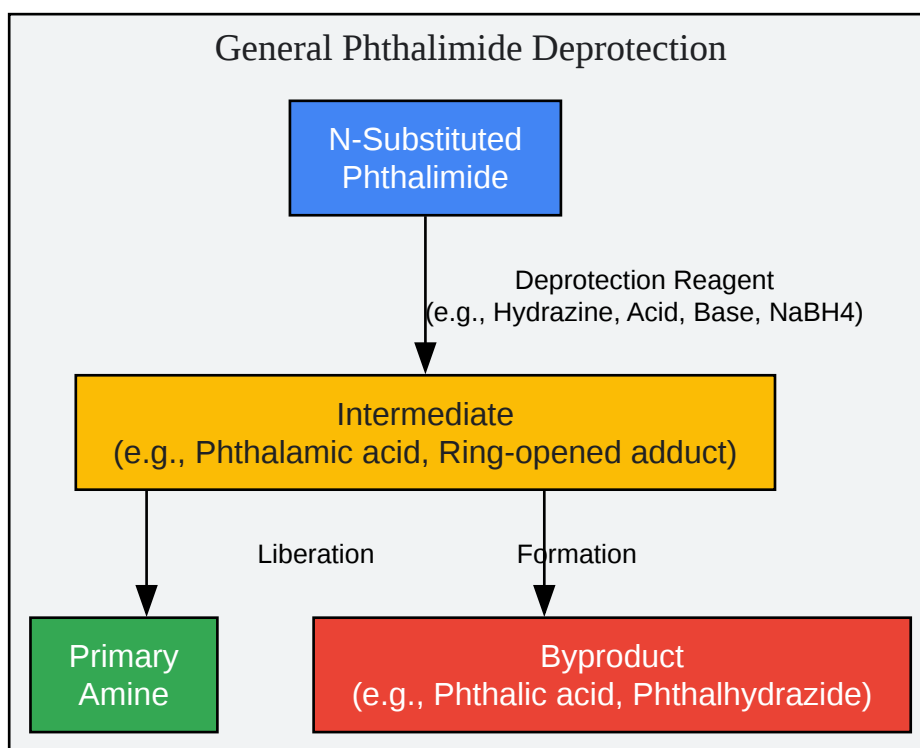 General Phthalimide Deprotection
N-Substituted
Phthalimide
Deprotection Reagent
(e.g., Hydrazine, Acid, Base, NaBH4)
Intermediate
(e.g., Phthalamic acid, Ring-opened adduct)
Liberation
Formation
Primary
Amine
Byproduct
(e.g., Phthalic acid, Phthalhydrazide)